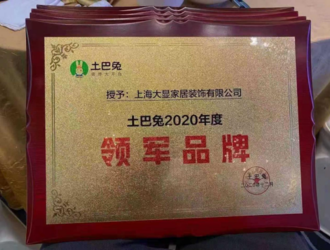 土巴兔
授予：上海大显家居装饰有限公司
土巴兔2020年度
领军品牌